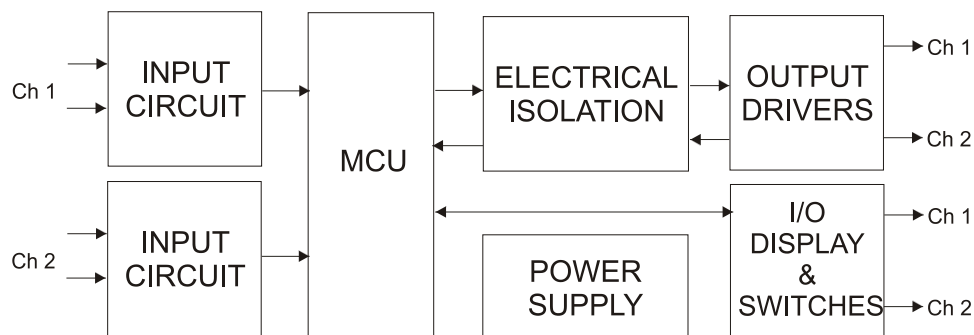 Ch 1
INPUT
CIRCUIT
MCU
ELECTRICAL
ISOLATION
OUTPUT
DRIVERS
Ch 1
Ch 2
Ch 2
INPUT
CIRCUIT
POWER
SUPPLY
I/O
DISPLAY
&
SWITCHES
Ch 1
Ch 2